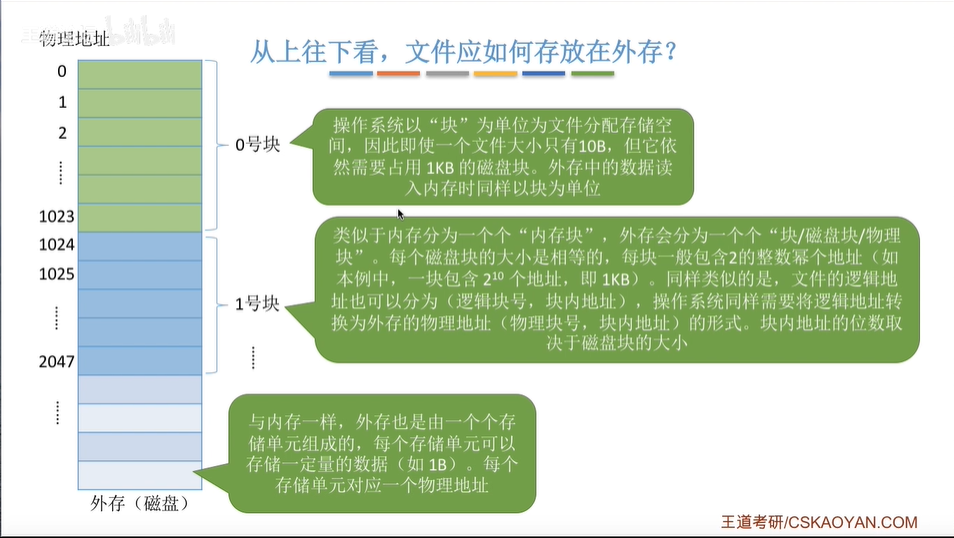 物理地址
从上往下看，文件应如何存放在外存？
0
1
2
……
1023
1024
1025
……
2047
……
0号块
1号块
……
操作系统以“块”为单位为文件分配存储空
间，因此即使一个文件大小只有10B，但它依
然需要占用 1KB 的磁盘块。外存中的数据读
入内存时同样以块为单位
类似于内存分为一个个“内存块”，外存会分为一个个“块/磁盘块/物理
块”。每个磁盘块的大小是相等的，每块一般包含2的整数幂个地址（如
本例中，一块包含 2¹⁰ 个地址，即 1KB）。同样类似的是，文件的逻辑地
址也可以分为（逻辑块号，块内地址），操作系统同样需要将逻辑地址转
换为外存的物理地址（物理块号，块内地址）的形式。块内地址的位数取
决于磁盘块的大小
与内存一样，外存也是由一个个存
储单元组成的，每个存储单元可以
存储一定量的数据（如 1B）。每个
存储单元对应一个物理地址
外存（磁盘）
王道考研/CSKAOYAN.COM